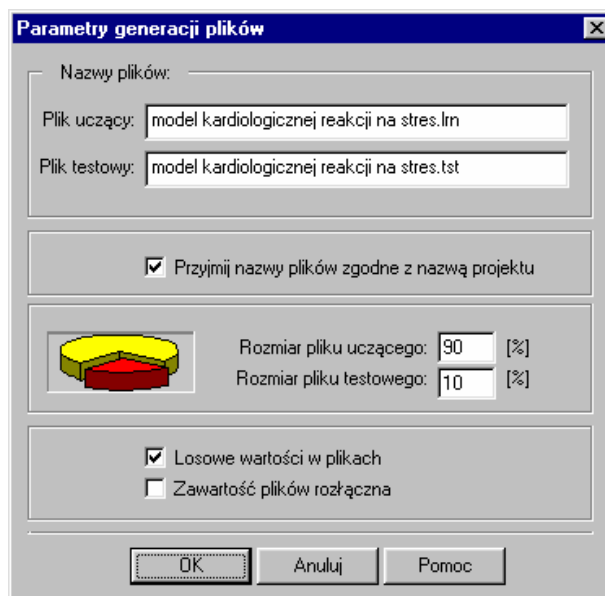 Parametry generacji plików
Nazwy plików:
Plik uczący: model kardiologicznej reakcji na stres.lrn
Plik testowy: model kardiologicznej reakcji na stres.tst
Przyjmij nazwy plików zgodne z nazwą projektu
Rozmiar pliku uczącego: 90 [%]
Rozmiar pliku testowego: 10 [%]
Losowe wartości w plikach
Zawartość plików rozłączna
OK Anuluj Pomoc